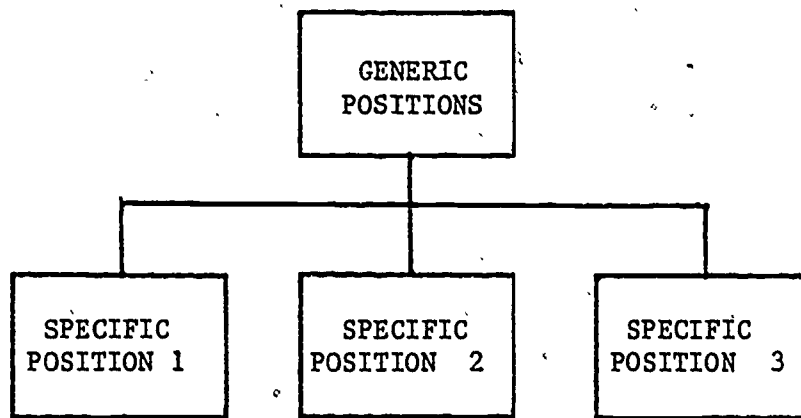 GENERIC
POSITIONS
SPECIFIC
POSITION 1
SPECIFIC
POSITION 2
SPECIFIC
POSITION 3